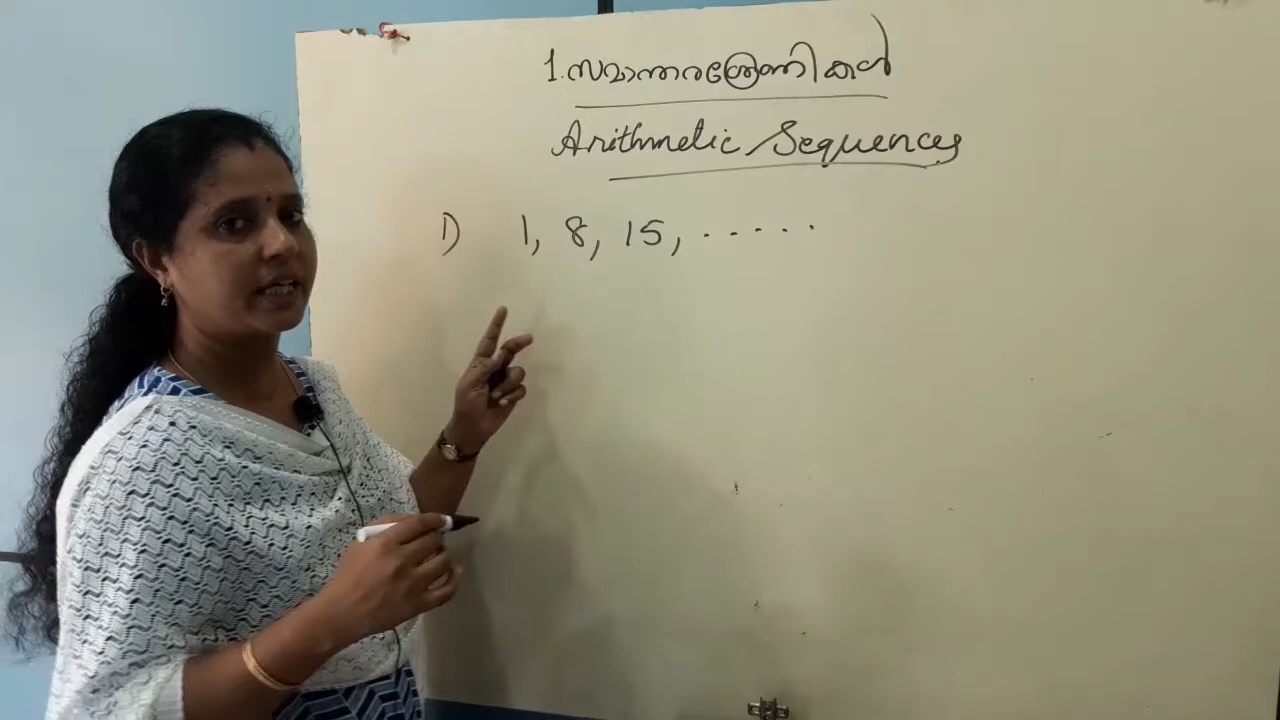 1. സമാന്തരശ്രേണികൾ
Arithmetic Sequences
1) 1, 8, 15, .....